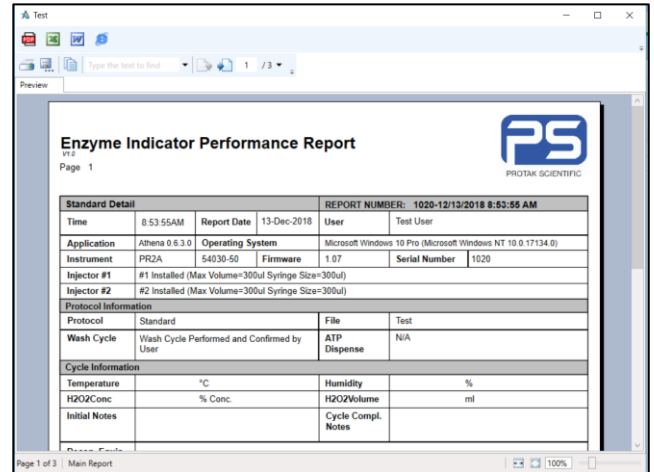 Test
Type the text to find
1 / 3
Preview
Enzyme Indicator Performance Report
V1.0
Page 1
PS
PROTAK SCIENTIFIC
Standard Detail REPORT NUMBER: 1020-12/13/2018 8:53:55 AM
Time 8:53:55AM Report Date 13-Dec-2018 User Test User
Application Athena 0.6.3.0 Operating System Microsoft Windows 10 Pro (Microsoft Windows NT 10.0.17134.0)
Instrument PR2A 54030-50 Firmware 1.07 Serial Number 1020
Injector #1 #1 Installed (Max Volume=300ul Syringe Size=300ul)
Injector #2 #2 Installed (Max Volume=300ul Syringe Size=300ul)
Protocol Information
Protocol Standard File Test
Wash Cycle Wash Cycle Performed and Confirmed by User ATP Dispense N/A
Cycle Information
Temperature °C Humidity %
H2O2Conc % Conc. H2O2Volume ml
Initial Notes Cycle Compl. Notes
Page 1 of 3 Main Report 100%